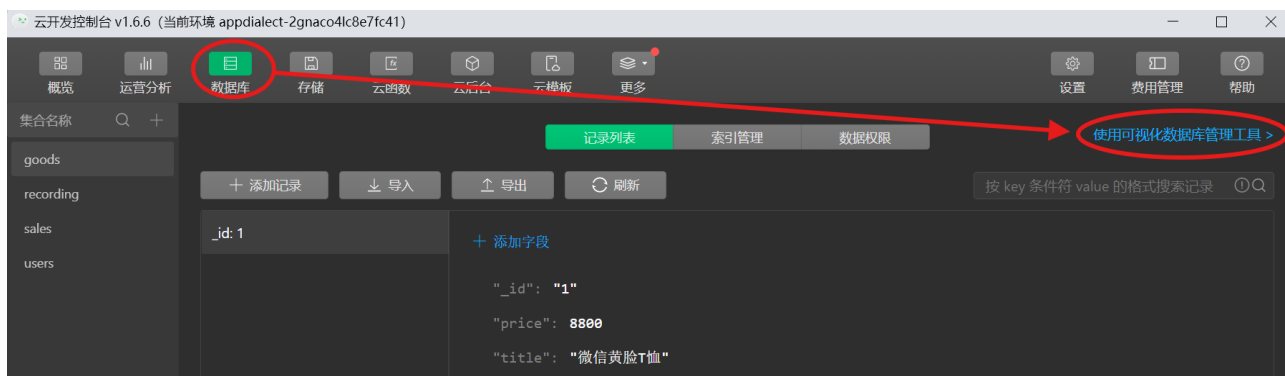 云开发控制台 v1.6.6 (当前环境 appdialect-2gnaco4lc8e7fc41)
概览 运营分析 数据库 存储 云函数 云后台 云模板 更多 设置 费用管理 帮助
集合名称
记录列表 索引管理 数据权限 使用可视化数据库管理工具 >
goods
+ 添加记录 导入 导出 刷新 按 key 条件符 value 的格式搜索记录
recording
sales
_id: 1
+ 添加字段
users
"_id": "1"
"price": 8800
"title": "微信黄脸T恤"